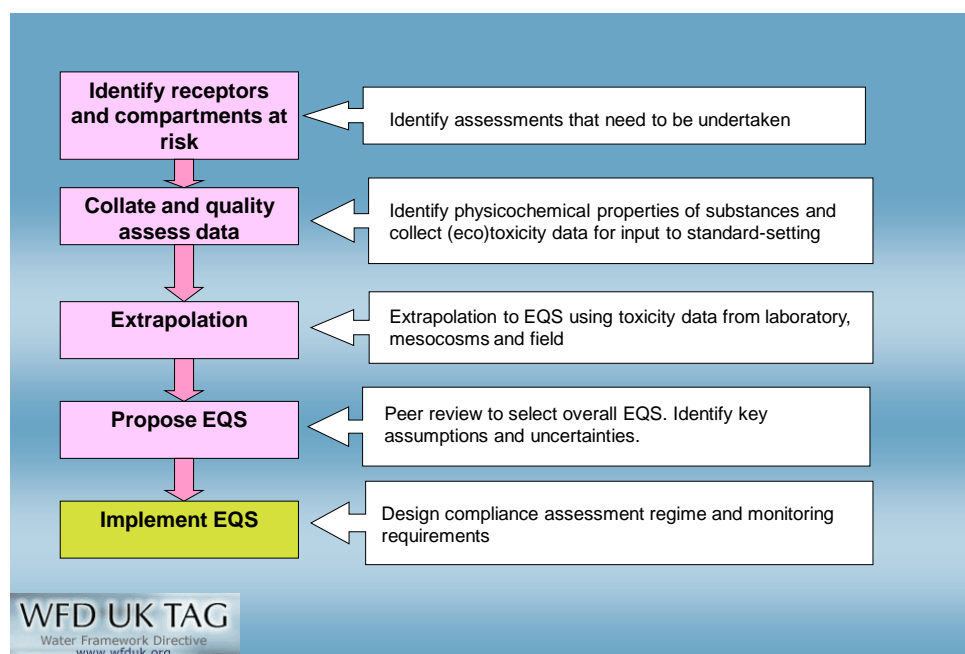 Identify receptors
and compartments at
risk
Identify assessments that need to be undertaken
Collate and quality
assess data
Identify physicochemical properties of substances and
collect (eco)toxicity data for input to standard-setting
Extrapolation
Extrapolation to EQS using toxicity data from laboratory,
mesocosms and field
Propose EQS
Peer review to select overall EQS. Identify key
assumptions and uncertainties.
Implement EQS
Design compliance assessment regime and monitoring
requirements
WFD UK TAG
Water Framework Directive
www.wfduk.org